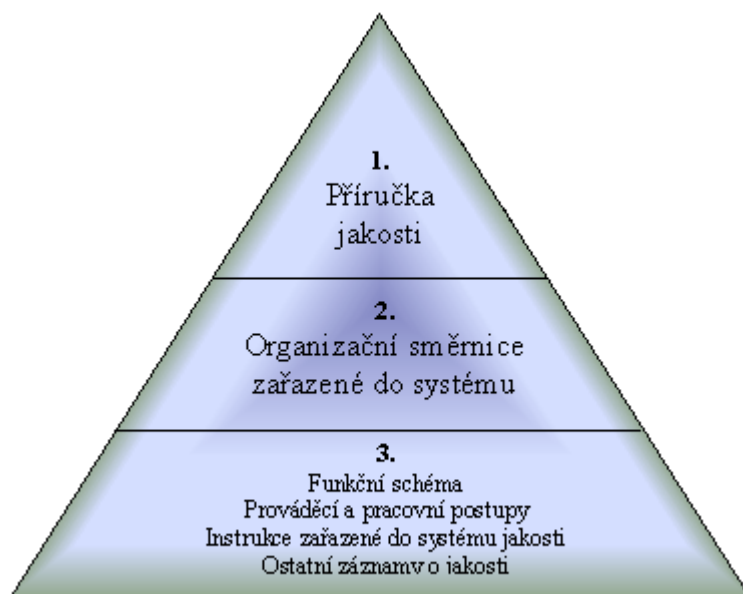 1.
Příručka
jakosti
2.
Organizační směrnice
zařazené do systému
3.
Funkční schéma
Prováděcí a pracovní postupy
Instrukce zařazené do systému jakosti
Ostatní záznamy o jakosti